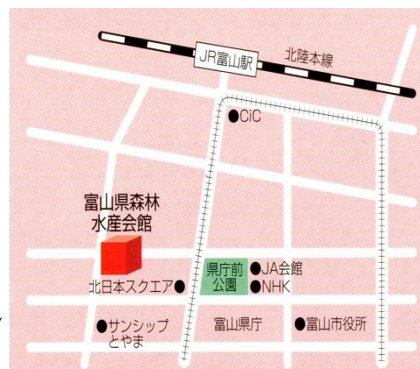 JR富山駅
北陸本線
CIC
富山県森林
水産会館
県庁前
公園
JA会館
NHK
北日本スクエア
サンシップ
とやま
富山県庁
富山市役所